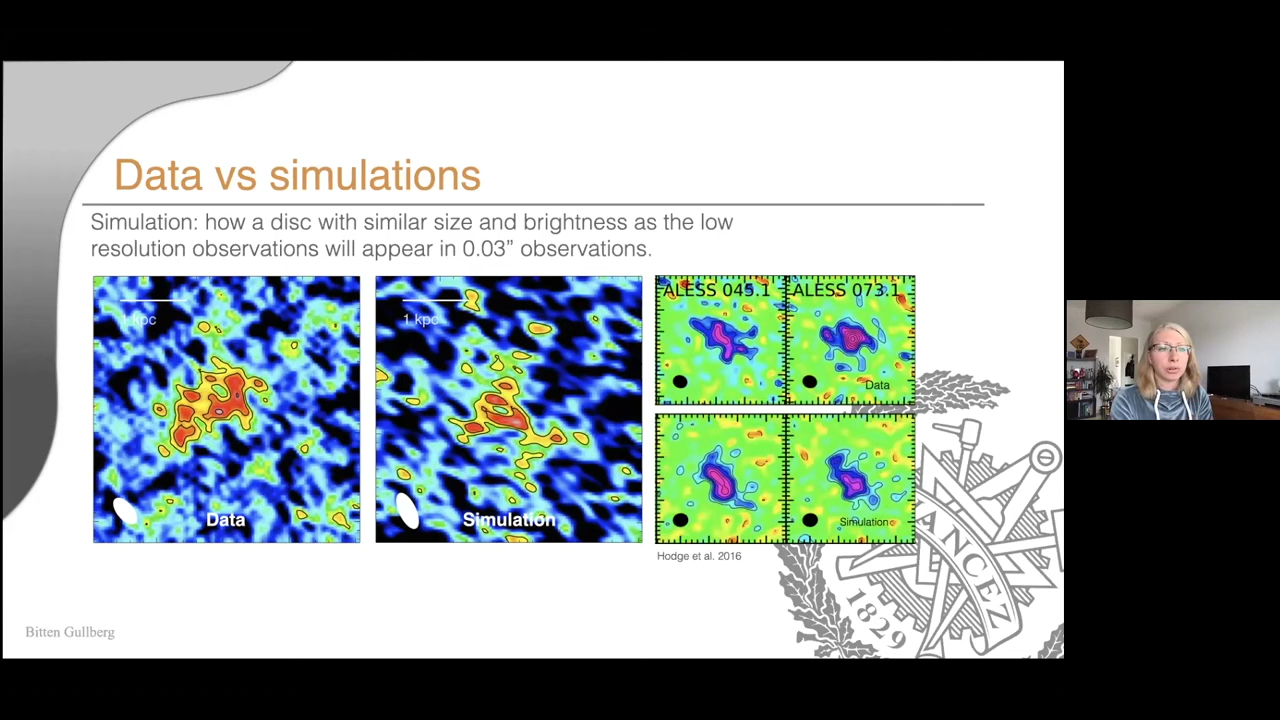 Data vs simulations
Simulation: how a disc with similar size and brightness as the low
resolution observations will appear in 0.03” observations.
1 kpc
Data
1 kpc
Simulation
ALESS 045.1
ALESS 073.1
Data
Simulation
Hodge et al. 2016
Bitten Gullberg
ANCEZ
1829